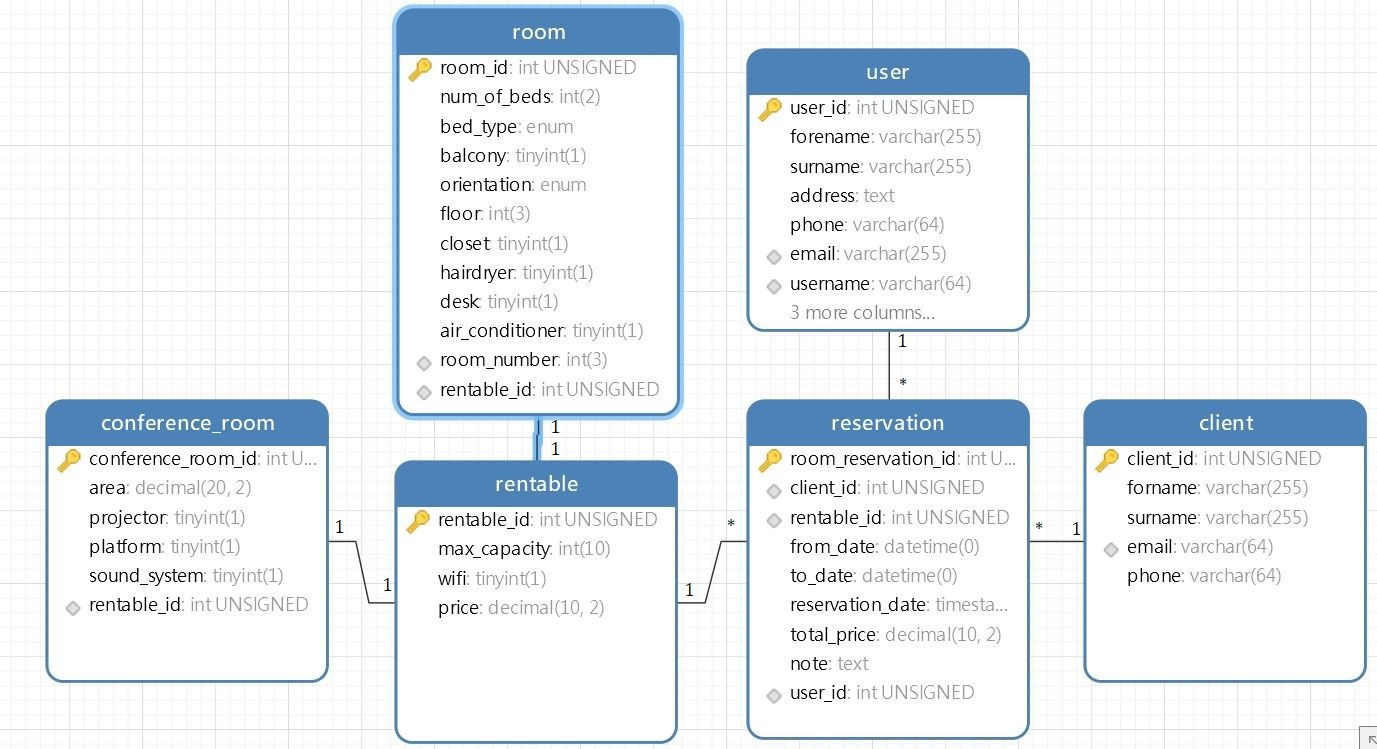 room
room_id: int UNSIGNED
num_of_beds: int(2)
bed_type: enum
balcony: tinyint(1)
orientation: enum
floor: int(3)
closet: tinyint(1)
hairdryer: tinyint(1)
desk: tinyint(1)
air_conditioner: tinyint(1)
room_number: int(3)
rentable_id: int UNSIGNED
user
user_id: int UNSIGNED
forename: varchar(255)
surname: varchar(255)
address: text
phone: varchar(64)
email: varchar(255)
username: varchar(64)
3 more columns...
1
*
1
1
conference_room
conference_room_id: int U...
area: decimal(20, 2)
projector: tinyint(1)
platform: tinyint(1)
sound_system: tinyint(1)
rentable_id: int UNSIGNED
1
1
rentable
rentable_id: int UNSIGNED
max_capacity: int(10)
wifi: tinyint(1)
price: decimal(10, 2)
1
*
reservation
room_reservation_id: int U...
client_id: int UNSIGNED
rentable_id: int UNSIGNED
from_date: datetime(0)
to_date: datetime(0)
reservation_date: timesta...
total_price: decimal(10, 2)
note: text
user_id: int UNSIGNED
*
1
client
client_id: int UNSIGNED
forname: varchar(255)
surname: varchar(255)
email: varchar(64)
phone: varchar(64)